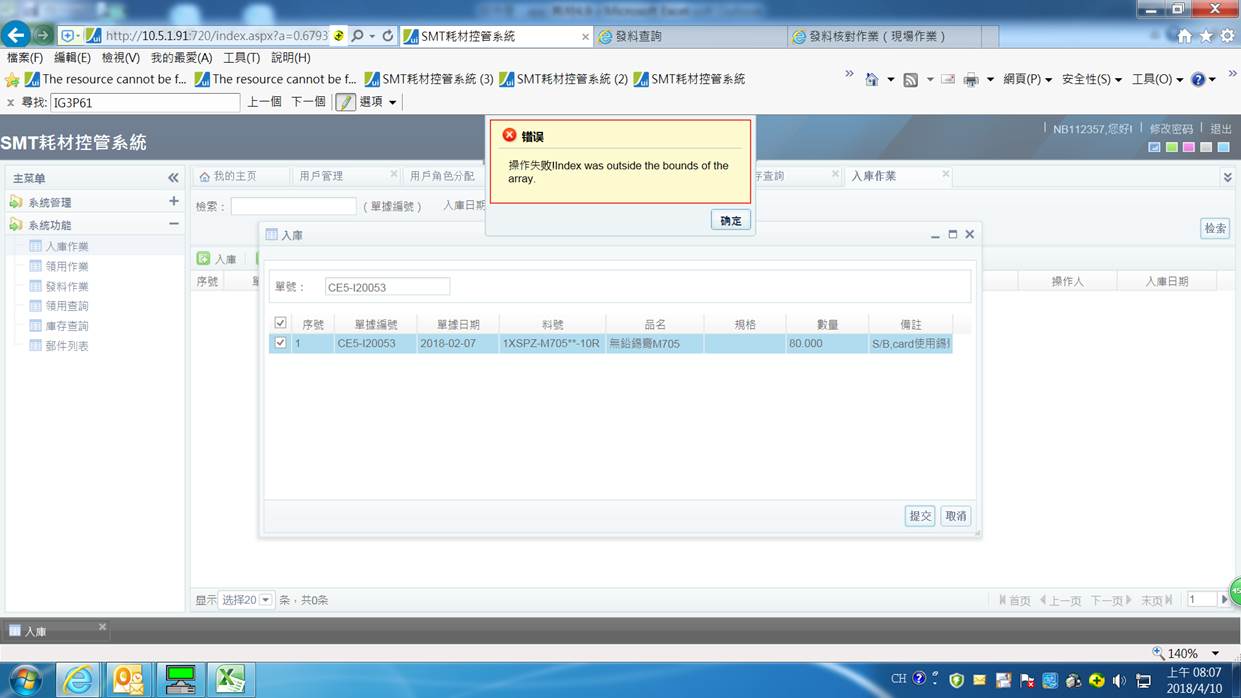 http://10.5.1.91:720/index.aspx?a=0.6793
SMT耗材控管系統
發料查詢
發料核對作業（現場作業）
檔案(F) 編輯(E) 檢視(V) 我的最愛(A) 工具(T) 說明(H)
The resource cannot be f... The resource cannot be f... SMT耗材控管系統 (3) SMT耗材控管系統 (2) SMT耗材控管系統
網頁(P) 安全性(S) 工具(O)
x 尋找: IG3P61 上一個 下一個 選項
SMT耗材控管系統
NB112357,您好! 修改密码 退出
错误
操作失败!Index was outside the bounds of the
array.
确定
主菜单
系統管理
系統功能
入庫作業
領用作業
發料作業
領用查詢
庫存查詢
郵件列表
我的主页 用戶管理 用戶角色分配 存查詢 入庫作業
檢索： （單據編號） 入庫日期
检索
入庫
序號 操作人 入庫日期
入庫
單號： CE5-I20053
序號 單據編號 單據日期 料號 品名 規格 數量 備註
1 CE5-I20053 2018-02-07 1XSPZ-M705**-10R 無鉛錫膏M705 80.000 S/B,card使用錫
提交 取消
显示 选择20 条，共0条
首页 上一页 下一页 末页 1
45
入庫
140%
CH
上午 08:07
2018/4/10